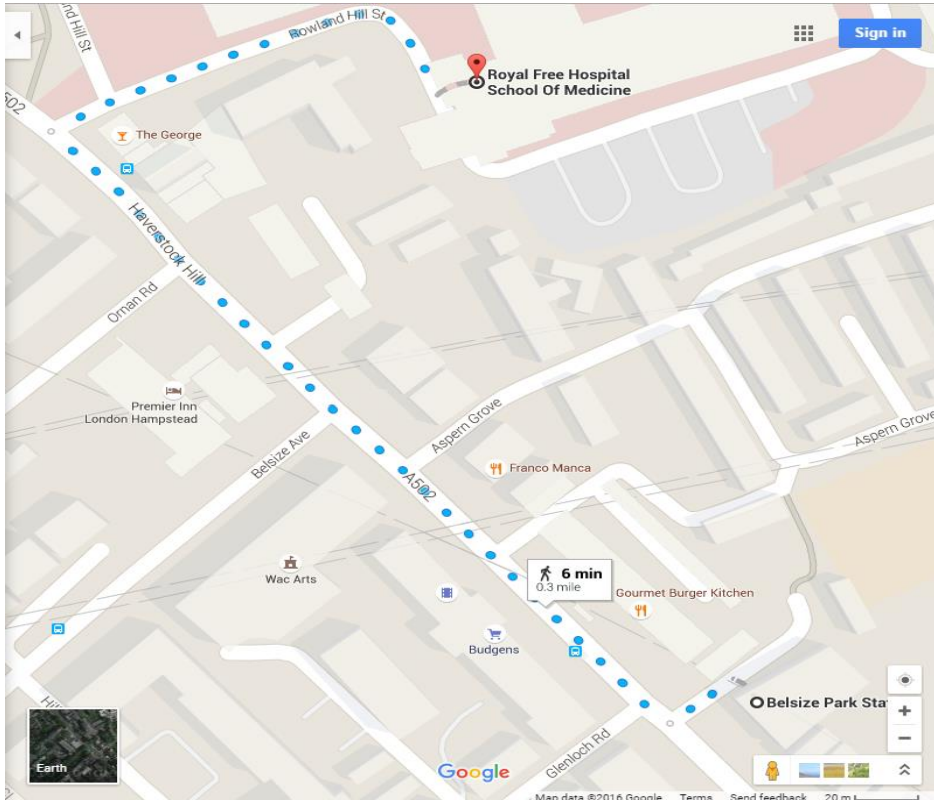 Rowland Hill St
Sign in
Royal Free Hospital
School Of Medicine
The George
Haverstock Hill
Ornan Rd
Premier Inn
London Hampstead
Belsize Ave
Aspern Grove
Aspern Grove
Franco Manca
A502
Wac Arts
6 min
0.3 mile
Gourmet Burger Kitchen
Budgens
Belsize Park Sta
Glenloch Rd
Earth
Google
Map data ©2016 Google Terms Send feedback 20 m